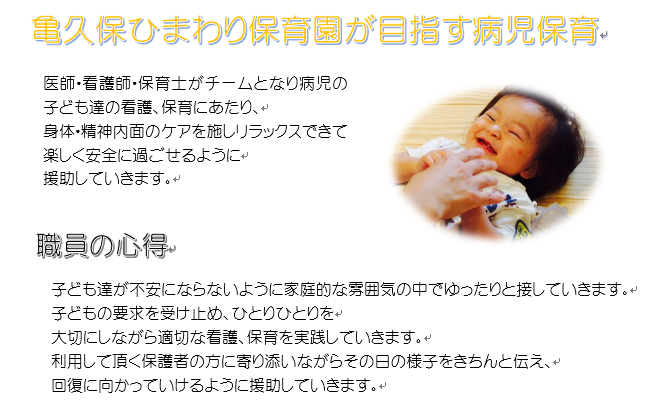 亀久保ひまわり保育園が目指す病児保育
医師・看護師・保育士がチームとなり病児の
子ども達の看護、保育にあたり、
身体・精神内面のケアを施しリラックスできて
楽しく安全に過ごせるように
援助していきます。
職員の心得
子ども達が不安にならないように家庭的な雰囲気の中でゆったりと接していきます。
子どもの要求を受け止め、ひとりひとりを
大切にしながら適切な看護、保育を実践していきます。
利用して頂く保護者の方に寄り添いながらその日の様子をきちんと伝え、
回復に向かっていけるように援助していきます。